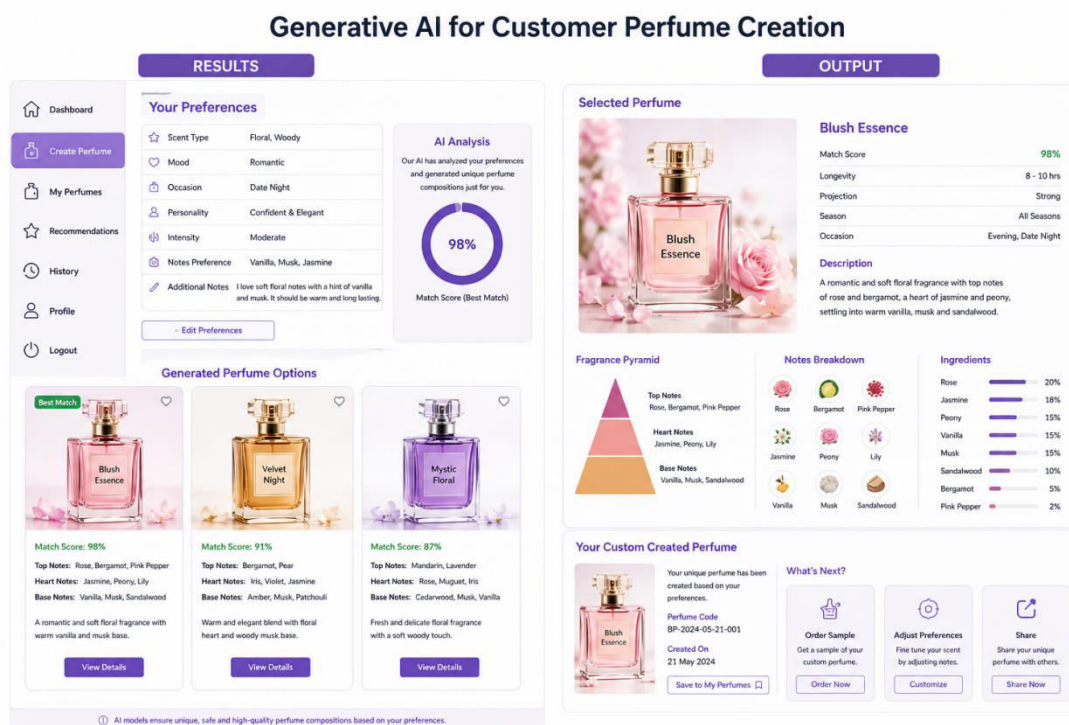 Generative AI for Customer Perfume Creation
RESULTS
Dashboard
Create Perfume
My Perfumes
Recommendations
History
Profile
Logout
Your Preferences
Scent Type Floral, Woody
Mood Romantic
Occasion Date Night
Personality Confident & Elegant
Intensity Moderate
Notes Preference Vanilla, Musk, Jasmine
Additional Notes I love soft floral notes with a hint of vanilla
and musk. It should be warm and long lasting.
Edit Preferences
AI Analysis
Our AI has analyzed your preferences
and generated unique perfume
compositions just for you.
98%
Match Score (Best Match)
Generated Perfume Options
Best Match
Blush
Essence
Match Score: 98%
Top Notes: Rose, Bergamot, Pink Pepper
Heart Notes: Jasmine, Peony, Lily
Base Notes: Vanilla, Musk, Sandalwood
A romantic and soft floral fragrance with
warm vanilla and musk base.
View Details
Velvet
Night
Match Score: 91%
Top Notes: Bergamot, Pear
Heart Notes: Iris, Violet, Jasmine
Base Notes: Amber, Musk, Patchouli
Warm and elegant blend with floral
heart and woody musk base.
View Details
Mystic
Floral
Match Score: 87%
Top Notes: Mandarin, Lavender
Heart Notes: Rose, Muguet, Iris
Base Notes: Cedarwood, Musk, Vanilla
Fresh and delicate floral fragrance
with a soft woody touch.
View Details
AI models ensure unique, safe and high-quality perfume compositions based on your preferences.
OUTPUT
Selected Perfume
Blush
Essence
Blush Essence
Match Score 98%
Longevity 8 - 10 hrs
Projection Strong
Season All Seasons
Occasion Evening, Date Night
Description
A romantic and soft floral fragrance with top notes
of rose and bergamot, a heart of jasmine and peony,
settling into warm vanilla, musk and sandalwood.
Fragrance Pyramid
Top Notes
Rose, Bergamot, Pink Pepper
Heart Notes
Jasmine, Peony, Lily
Base Notes
Vanilla, Musk, Sandalwood
Notes Breakdown
Rose Bergamot Pink Pepper
Jasmine Peony Lily
Vanilla Musk Sandalwood
Ingredients
Rose 20%
Jasmine 18%
Peony 15%
Vanilla 15%
Musk 15%
Sandalwood 10%
Bergamot 5%
Pink Pepper 2%
Your Custom Created Perfume
Blush
Essence
Your unique perfume has been
created based on your
preferences.
Perfume Code
BP-2024-05-21-001
Created On
21 May 2024
Save to My Perfumes
What's Next?
Order Sample
Get a sample of your
custom perfume.
Order Now
Adjust Preferences
Fine tune your scent
by adjusting notes.
Customize
Share
Share your unique
perfume with others.
Share Now